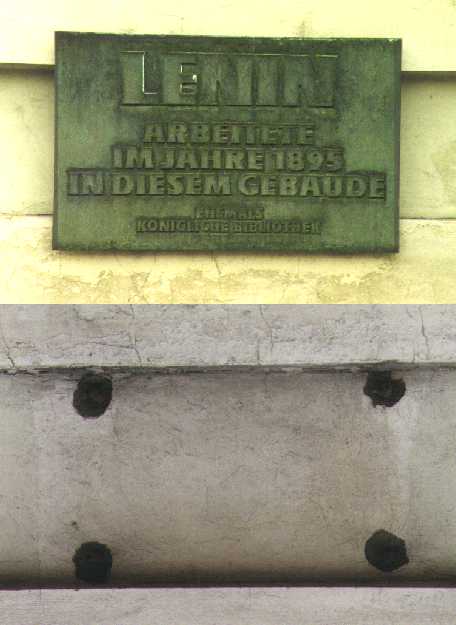 LENIN
ARBEITETE
IM JAHRE 1895
IN DIESEM GEBÄUDE
EHEMALS
KÖNIGLICHE BIBLIOTHEK